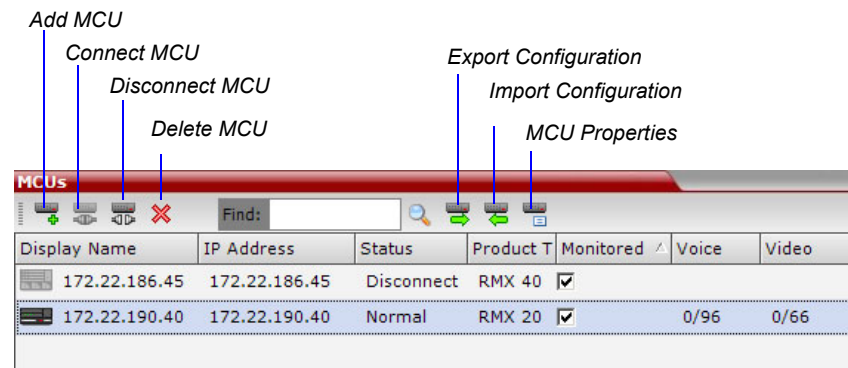 Add MCU
Connect MCU
Export Configuration
Disconnect MCU
Import Configuration
Delete MCU
MCU Properties
MCUs
Find:
Display Name IP Address Status Product T Monitored Voice Video
172.22.186.45 172.22.186.45 Disconnect RMX 40
172.22.190.40 172.22.190.40 Normal RMX 20 0/96 0/66